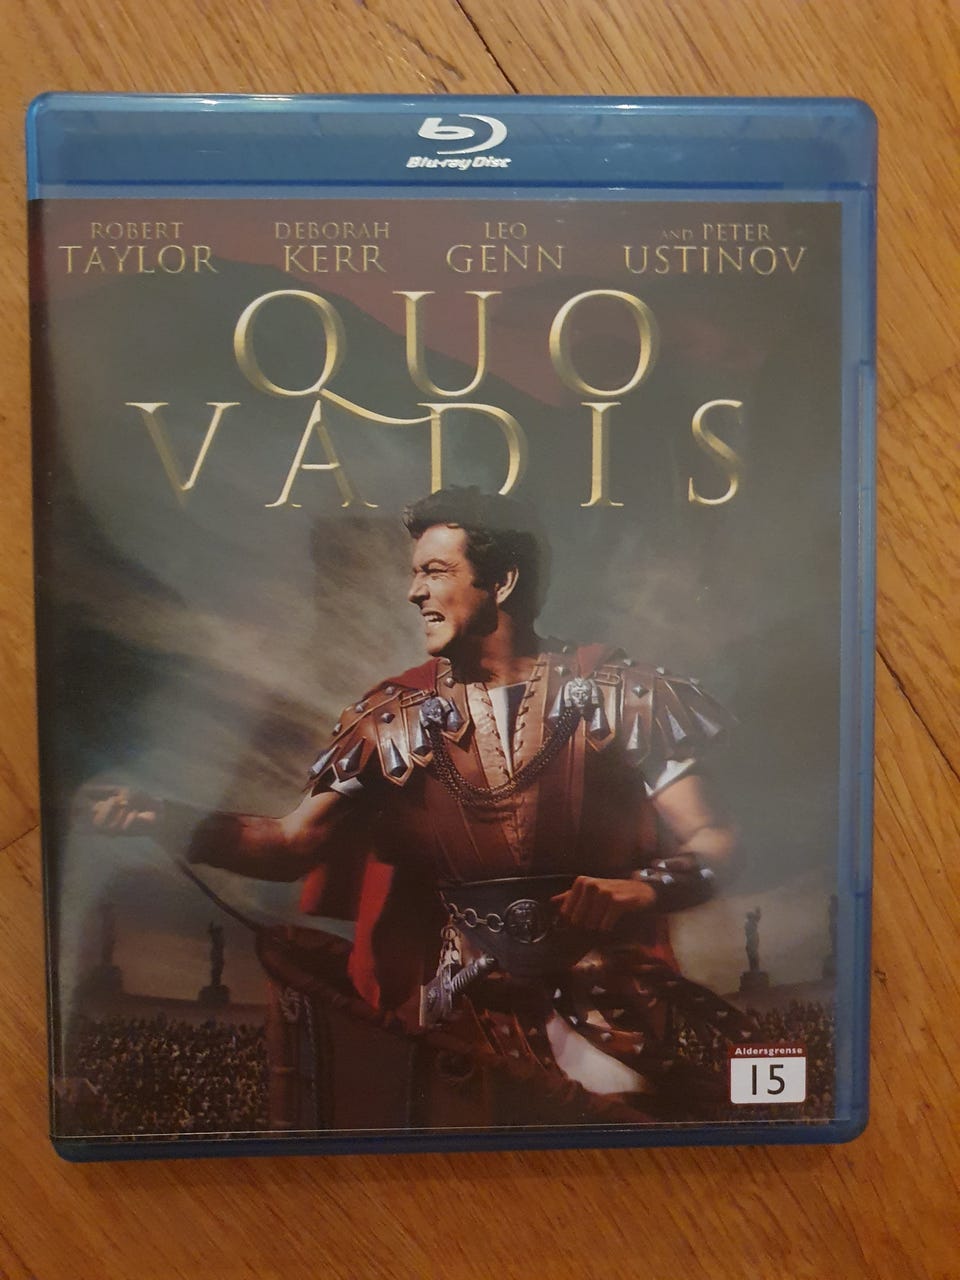 Blu-ray Disc
ROBERT TAYLOR
DEBORAH KERR
LEO GENN
AND PETER USTINOV
QUO
VADIS
Aldersgrense
15